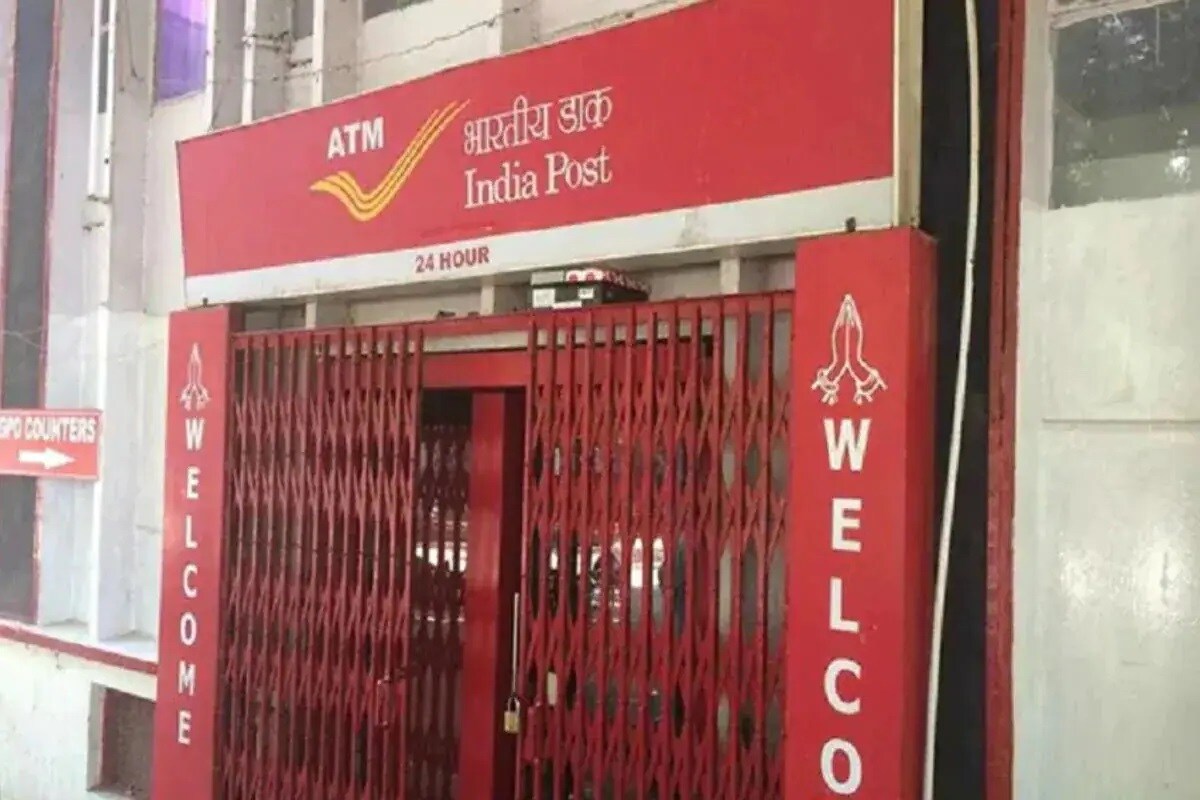 ATM
भारतीय डाक
India Post
24 HOUR
GPO COUNTERS
WELCOME
WELCO